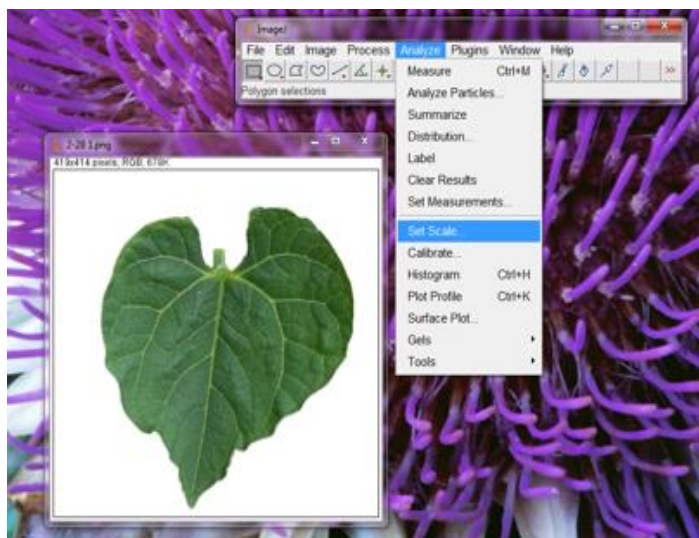 ImageJ
File Edit Image Process Analyze Plugins Window Help
>>
Polygon selections
Measure Ctrl+M
Analyze Particles...
Summarize
Distribution...
Label
Clear Results
Set Measurements...
Set Scale...
Calibrate...
Histogram Ctrl+H
Plot Profile Ctrl+K
Surface Plot...
Gels
Tools
2-28 1.png
419x414 pixels; RGB; 678K